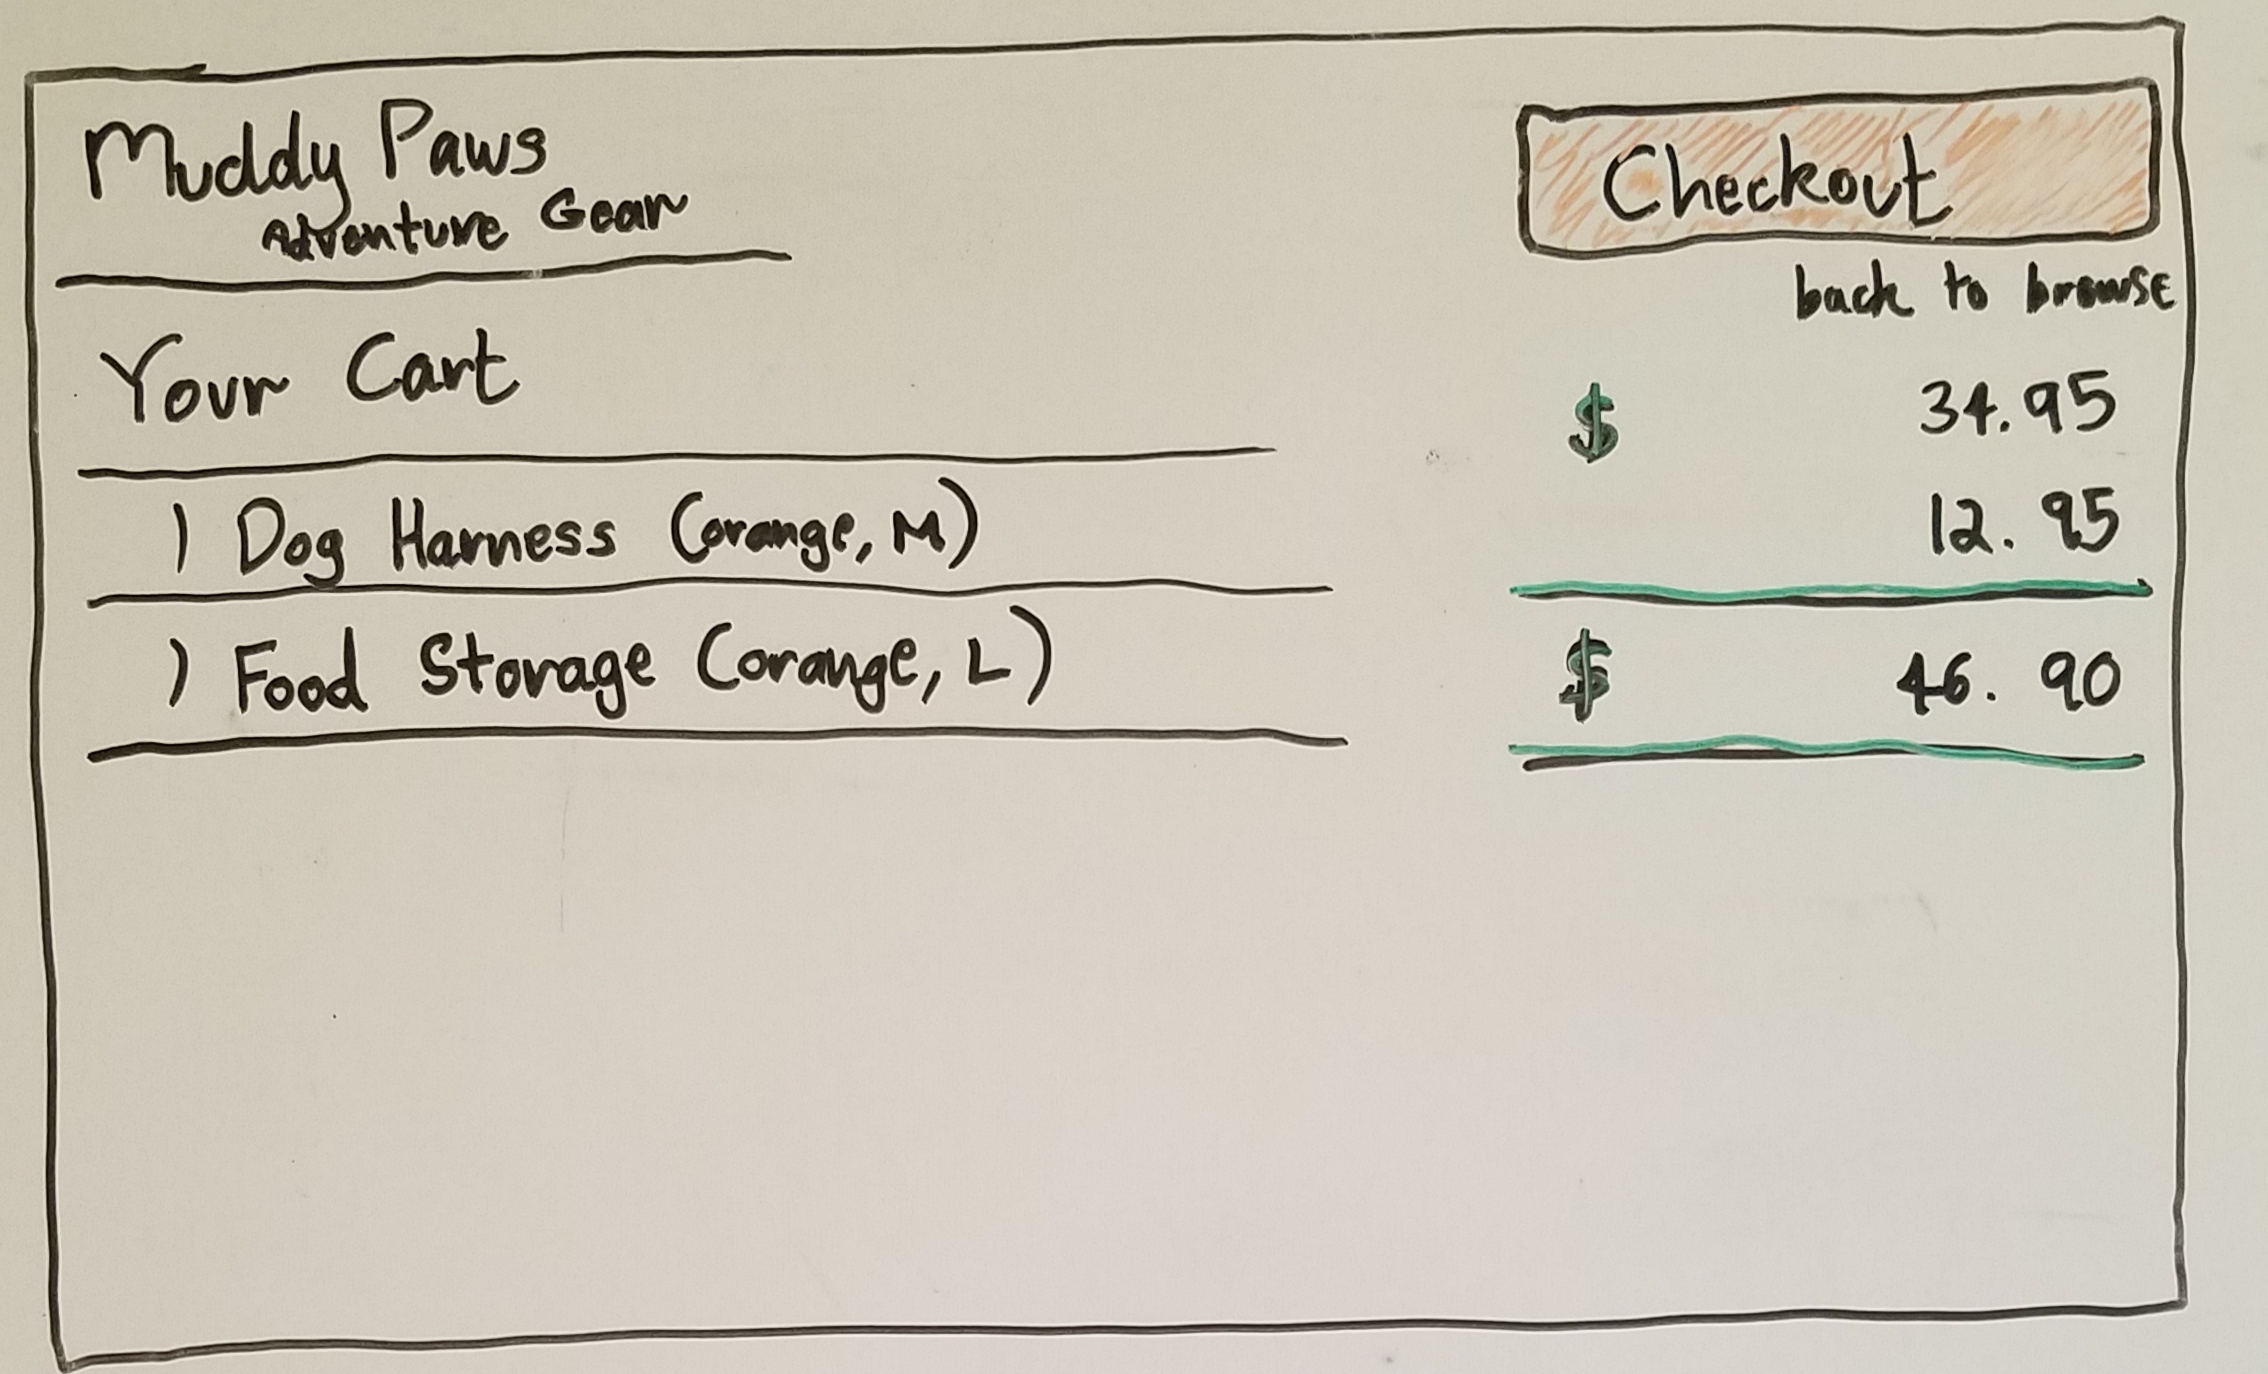 Muddy Paws
Adventure Gear
Checkout
back to browse
Your Cart
$ 34.95
1 Dog Harness (orange, M)
12.95
1 Food Storage (orange, L)
$ 46.90